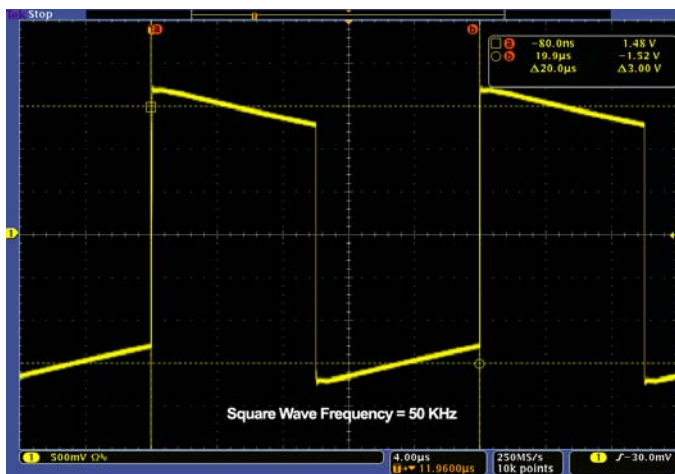 Tek Stop
a
b
a -80.0ns 1.48 V
b 19.9µs -1.52 V
Δ20.0µs Δ3.00 V
1
Square Wave Frequency = 50 KHz
1 500mV Ω
4.00µs
T→▼ 11.9600µs
250MS/s
10k points
1 ∫ -30.0mV